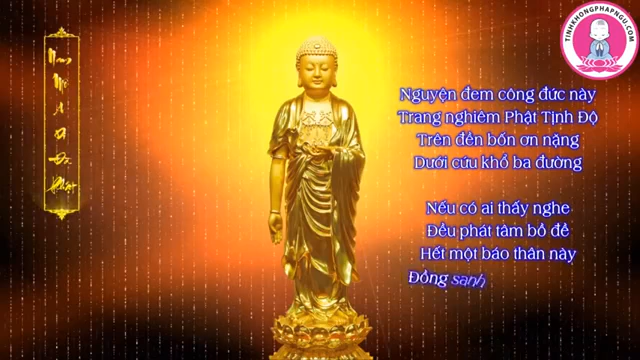 Nam
Mô
A
Di
Đà
Phật
Nguyện đem công đức này
Trang nghiêm Phật Tịnh Độ
Trên đền bốn ơn nặng
Dưới cứu khổ ba đường
Nếu có ai thấy nghe
Đều phát tâm bồ đề
Hết một báo thân này
Đồng sanh
TINHKHONGPHAPNGU.COM